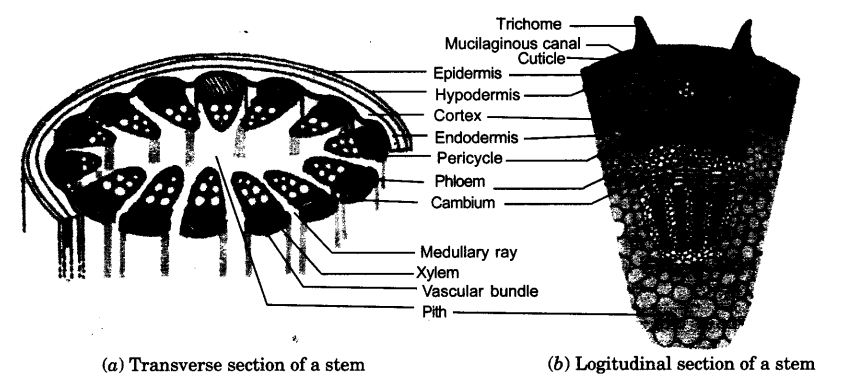 Trichome
Mucilaginous canal
Cuticle
Epidermis
Hypodermis
Cortex
Endodermis
Pericycle
Phloem
Cambium
Medullary ray
Xylem
Vascular bundle
Pith
(a) Transverse section of a stem
(b) Logitudinal section of a stem